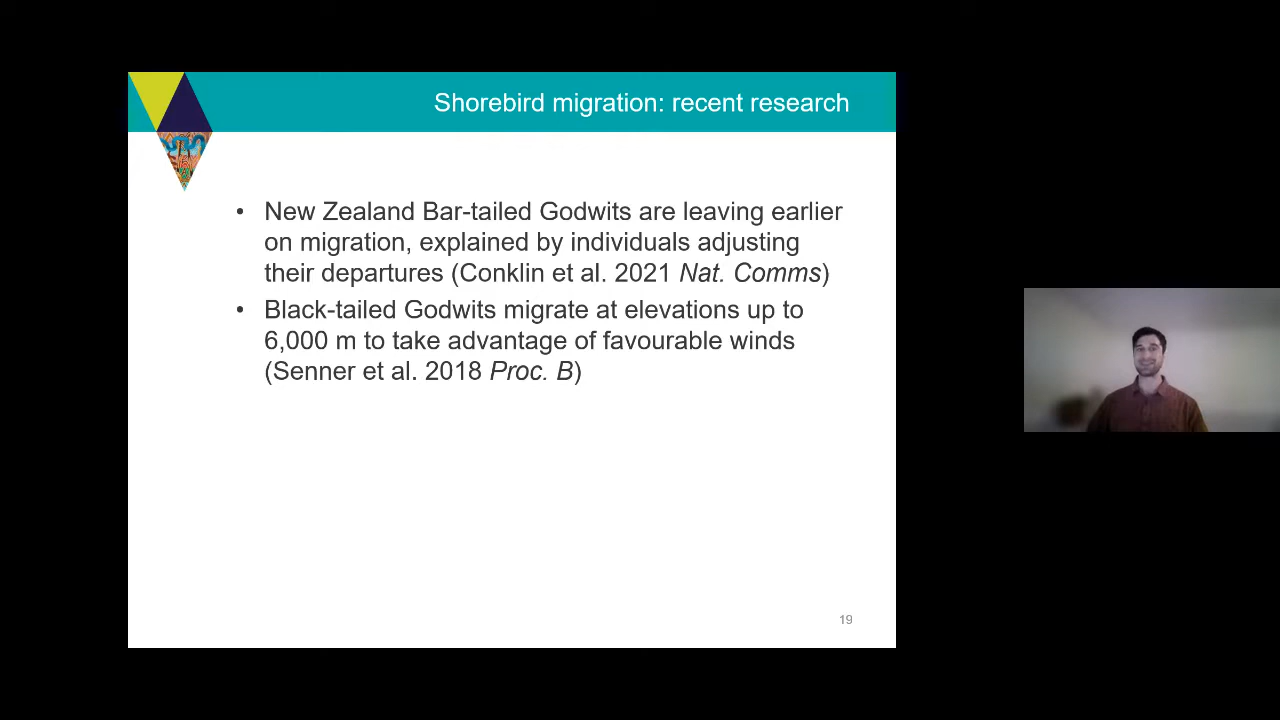 Shorebird migration: recent research
• New Zealand Bar-tailed Godwits are leaving earlier
on migration, explained by individuals adjusting
their departures (Conklin et al. 2021 Nat. Comms)
• Black-tailed Godwits migrate at elevations up to
6,000 m to take advantage of favourable winds
(Senner et al. 2018 Proc. B)
19